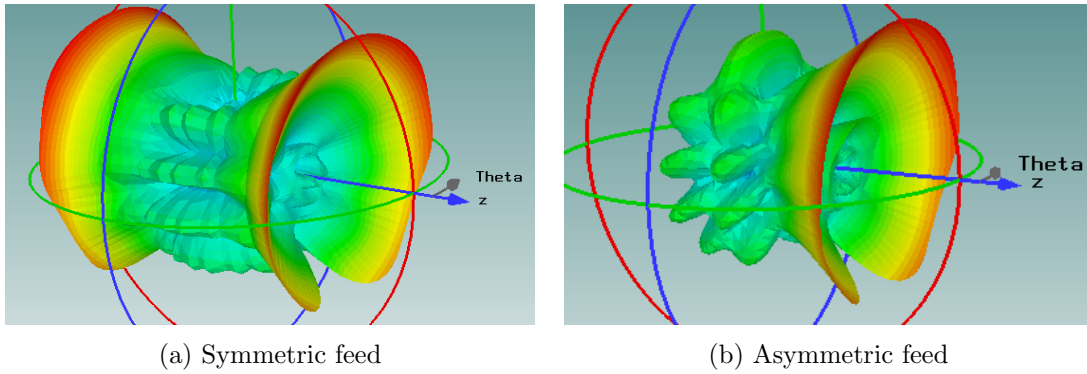 Theta
z
Theta
z
(a) Symmetric feed
(b) Asymmetric feed